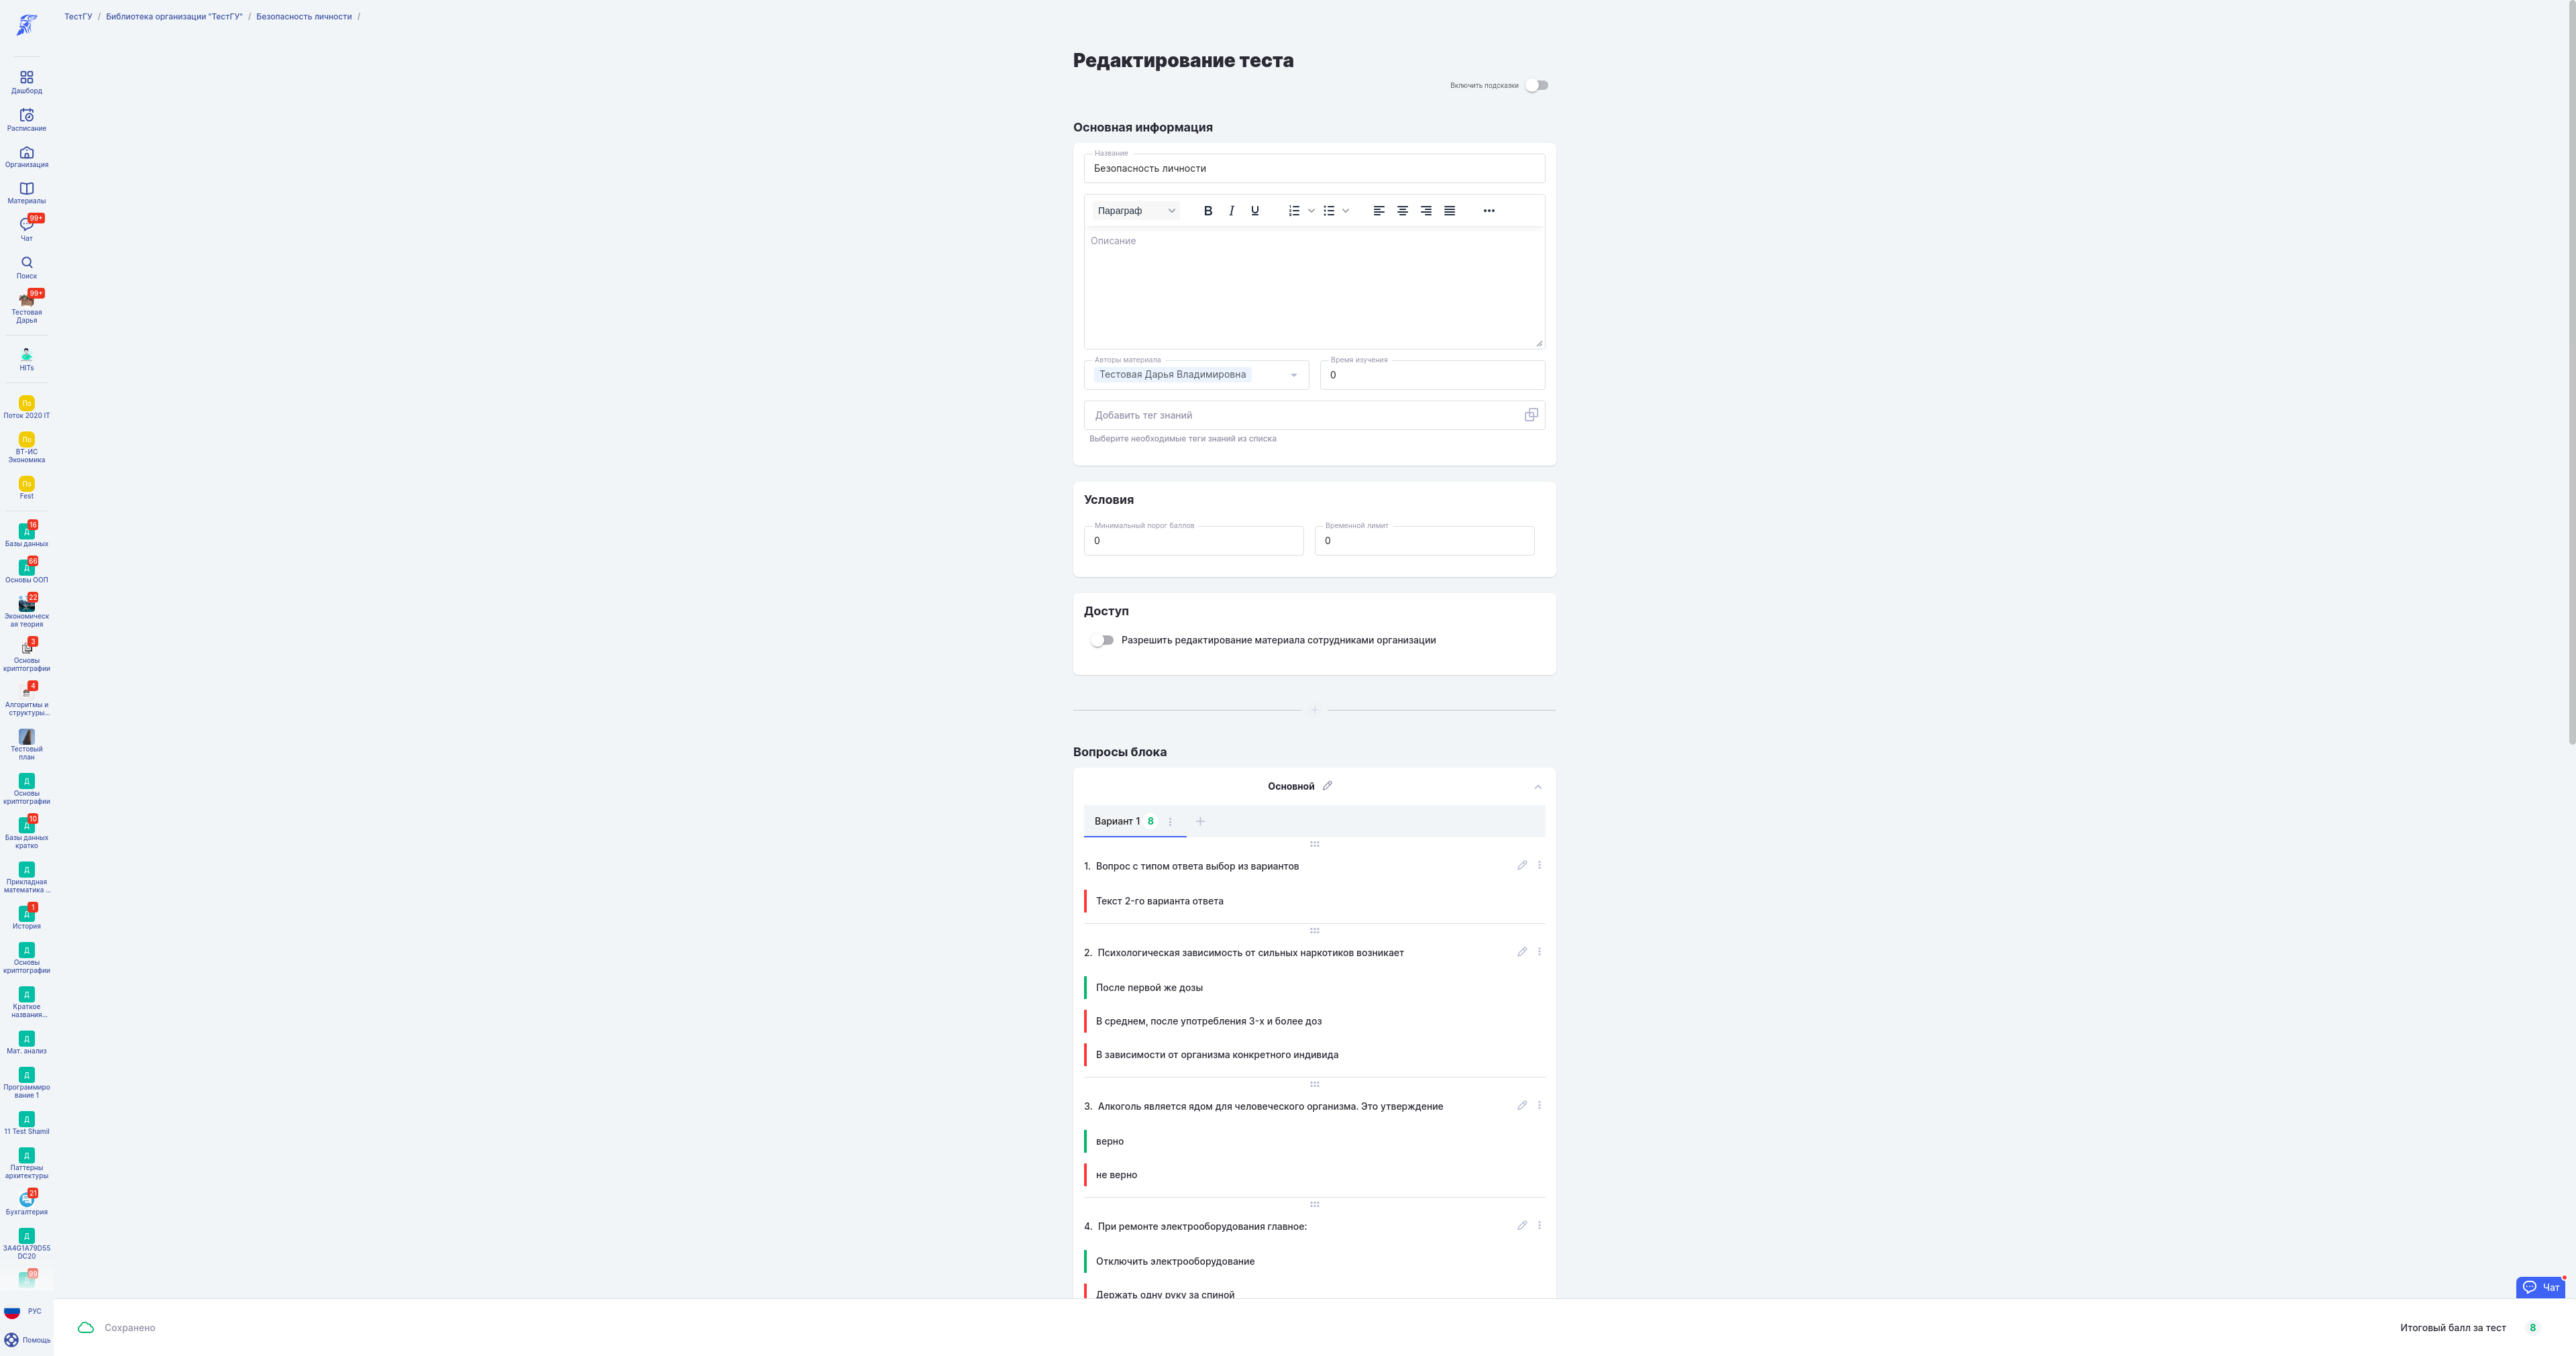 ТестГУ / Библиотека организации "ТестГУ" / Безопасность личности /
Дашборд
Расписание
Организация
Материалы
99+
Чат
Поиск
99+
Тестовая
Дарья
HITs
По
Поток 2020 IT
По
ВТ-ИС
Экономика
По
Fest
16
Д
Базы данных
66
Д
Основы ООП
22
Экономическ
ая теория
3
Основы
криптографии
4
Алгоритмы и
структуры...
Тестовый
план
Д
Основы
криптографии
10
Д
Базы данных
кратко
Д
Прикладная
математика ...
1
Д
История
Д
Основы
криптографии
Д
Краткое
названия...
Д
Мат. анализ
Д
Программиро
вание 1
Д
11 Test Shamil
Д
Паттерны
архитектуры
21
Бухгалтерия
Д
3A4G1A79D55
DC20
99
Д
РУС
Помощь
Редактирование теста
Включить подсказки
Основная информация
Название
Безопасность личности
Параграф
Описание
Авторы материала
Тестовая Дарья Владимировна
Время изучения
0
Добавить тег знаний
Выберите необходимые теги знаний из списка
Условия
Минимальный порог баллов
0
Временной лимит
0
Доступ
Разрешить редактирование материала сотрудниками организации
Вопросы блока
Основной
Вариант 1 8
1. Вопрос с типом ответа выбор из вариантов
Текст 2-го варианта ответа
2. Психологическая зависимость от сильных наркотиков возникает
После первой же дозы
В среднем, после употребления 3-х и более доз
В зависимости от организма конкретного индивида
3. Алкоголь является ядом для человеческого организма. Это утверждение
верно
не верно
4. При ремонте электрооборудования главное:
Отключить электрооборудование
Держать одну руку за спиной
Чат
Сохранено
Итоговый балл за тест 8